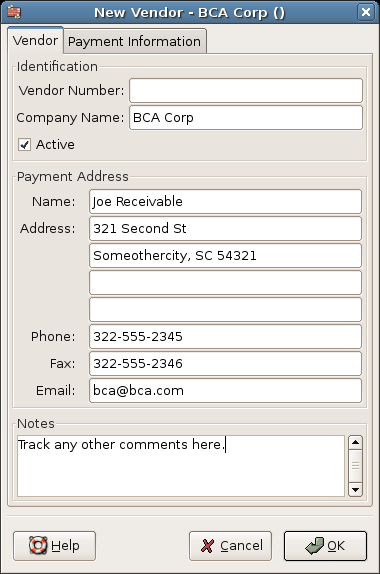 New Vendor - BCA Corp ()
Vendor
Payment Information
Identification
Vendor Number:
Company Name: BCA Corp
Active
Payment Address
Name: Joe Receivable
Address: 321 Second St
Someothercity, SC 54321
Phone: 322-555-2345
Fax: 322-555-2346
Email: bca@bca.com
Notes
Track any other comments here.
Help
Cancel
OK